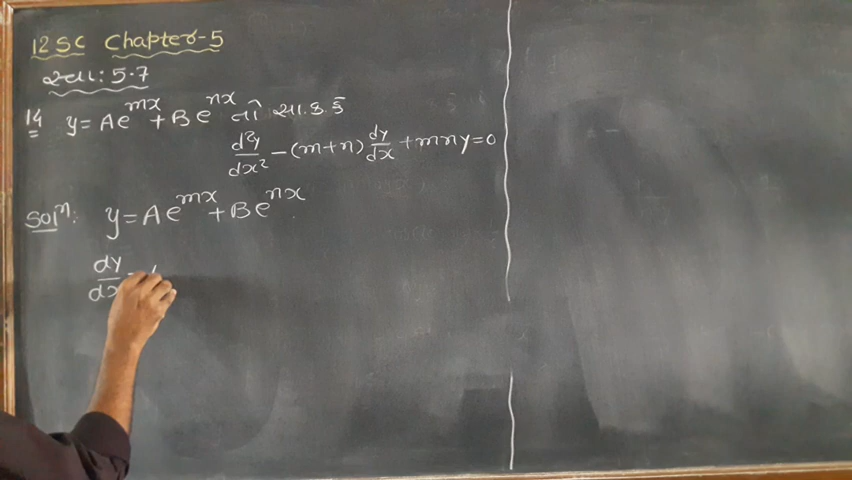 12 SC Chapter-5
સ્વા: 5.7
14 y = Ae^{mx} + Be^{nx} તો સા.ક.કે
d²y/dx² - (m+n) dy/dx + mny = 0
Solⁿ: y = Ae^{mx} + Be^{nx}
dy/dx =